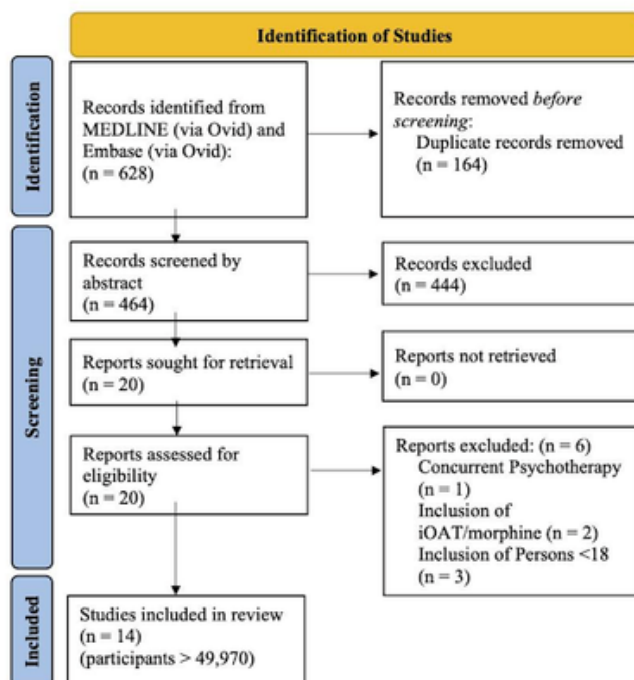 Identification of Studies
Identification
Records identified from
MEDLINE (via Ovid) and
Embase (via Ovid):
(n = 628)
Records removed before
screening:
Duplicate records removed
(n = 164)
Screening
Records screened by
abstract
(n = 464)
Records excluded
(n = 444)
Reports sought for retrieval
(n = 20)
Reports not retrieved
(n = 0)
Reports assessed for
eligibility
(n = 20)
Reports excluded: (n = 6)
Concurrent Psychotherapy
(n = 1)
Inclusion of
iOAT/morphine (n = 2)
Inclusion of Persons <18
(n = 3)
Included
Studies included in review
(n = 14)
(participants > 49,970)